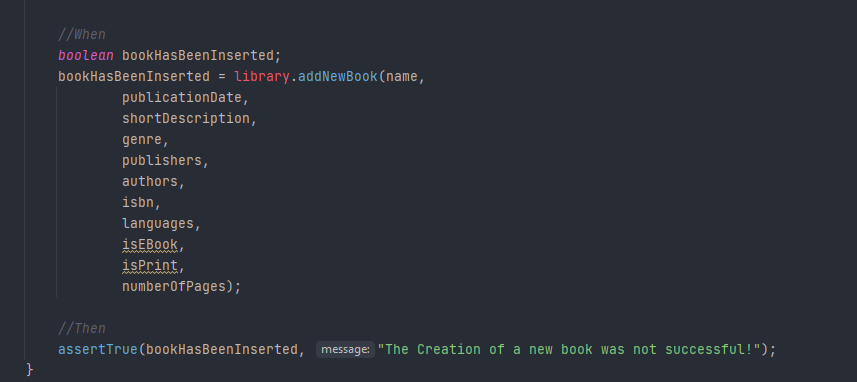 //When
boolean bookHasBeenInserted;
bookHasBeenInserted = library.addNewBook(name,
publicationDate,
shortDescription,
genre,
publishers,
authors,
isbn,
languages,
isEBook,
isPrint,
numberOfPages);
//Then
assertTrue(bookHasBeenInserted, message: "The Creation of a new book was not successful!");
}